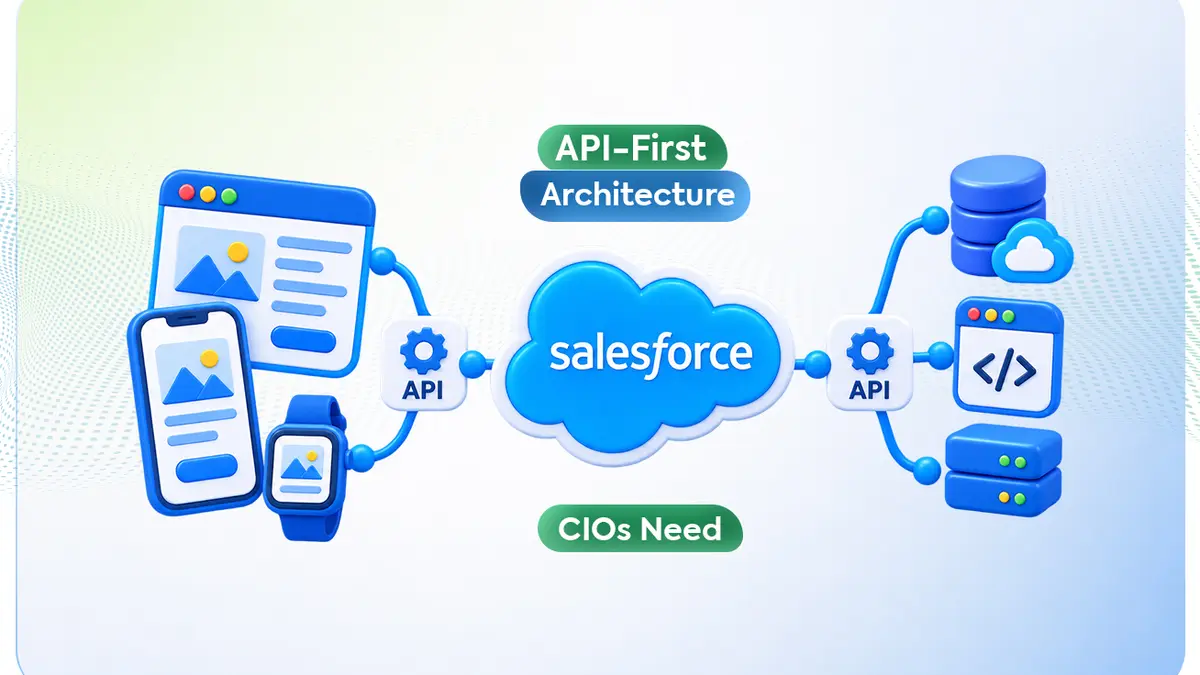 API-First
Architecture
API
salesforce
API
</>
CIOs Need